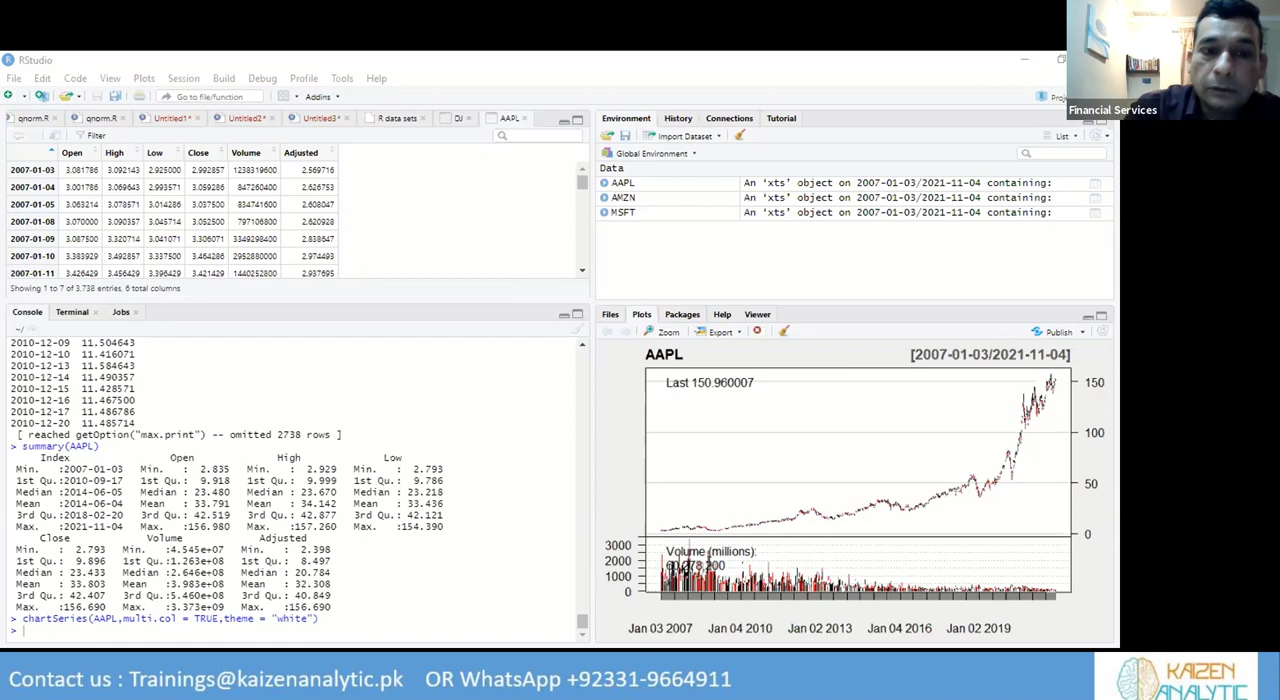 Financial Services
RStudio
File Edit Code View Plots Session Build Debug Profile Tools Help
Go to file/function Addins
qnorm.R qnorm.R Untitled1* Untitled2* Untitled3* R data sets DJ AAPL
Filter
Open High Low Close Volume Adjusted
2007-01-03 3.081786 3.092143 2.925000 2.992857 1238319600 2.569716
2007-01-04 3.001786 3.069643 2.993571 3.059286 847260400 2.626753
2007-01-05 3.063214 3.078571 3.014286 3.037500 834741600 2.608047
2007-01-08 3.070000 3.090357 3.045714 3.052500 797106800 2.620928
2007-01-09 3.087500 3.320714 3.041071 3.306071 3349298400 2.838647
2007-01-10 3.383929 3.492857 3.337500 3.464286 2952880000 2.974493
2007-01-11 3.426429 3.456429 3.396429 3.421429 1440252800 2.937695
Showing 1 to 7 of 3,738 entries, 6 total columns
Environment History Connections Tutorial
Import Dataset List
Global Environment
Data
AAPL An ‘xts’ object on 2007-01-03/2021-11-04 containing:
AMZN An ‘xts’ object on 2007-01-03/2021-11-04 containing:
MSFT An ‘xts’ object on 2007-01-03/2021-11-04 containing:
Console Terminal Jobs
~/
2010-12-09 11.504643
2010-12-10 11.416071
2010-12-13 11.584643
2010-12-14 11.490357
2010-12-15 11.428571
2010-12-16 11.467500
2010-12-17 11.486786
2010-12-20 11.485714
[ reached getOption("max.print") -- omitted 2738 rows ]
> summary(AAPL)
Index Open High Low
Min. :2007-01-03 Min. : 2.835 Min. : 2.929 Min. : 2.793
1st Qu.:2010-09-17 1st Qu.: 9.918 1st Qu.: 9.999 1st Qu.: 9.786
Median :2014-06-05 Median : 23.480 Median : 23.670 Median : 23.218
Mean :2014-06-04 Mean : 33.791 Mean : 34.142 Mean : 33.436
3rd Qu.:2018-02-20 3rd Qu.: 42.519 3rd Qu.: 42.877 3rd Qu.: 42.121
Max. :2021-11-04 Max. :156.980 Max. :157.260 Max. :154.390
Close Volume Adjusted
Min. : 2.793 Min. :4.545e+07 Min. : 2.398
1st Qu.: 9.896 1st Qu.:1.263e+08 1st Qu.: 8.497
Median : 23.433 Median :2.646e+08 Median : 20.784
Mean : 33.803 Mean :3.983e+08 Mean : 32.308
3rd Qu.: 42.407 3rd Qu.:5.460e+08 3rd Qu.: 40.849
Max. :156.690 Max. :3.373e+09 Max. :156.690
> chartSeries(AAPL,multi.col = TRUE,theme = "white")
>
Files Plots Packages Help Viewer
Zoom Export Publish
AAPL [2007-01-03/2021-11-04]
Last 150.960007
150
100
50
0
Volume (millions):
3000
2000
1000
0
Jan 03 2007 Jan 04 2010 Jan 02 2013 Jan 04 2016 Jan 02 2019
Contact us : Trainings@kaizenanalytic.pk OR WhatsApp +92331-9664911
KAIZEN
ANALYTIC